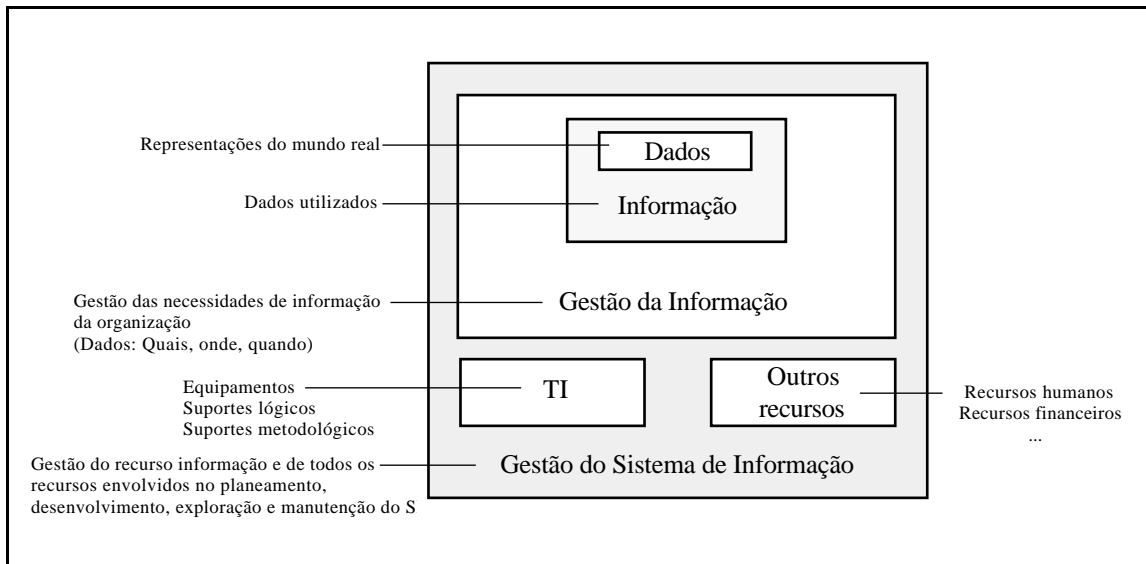 Representações do mundo real
Dados
Dados utilizados
Informação
Gestão das necessidades de informação
da organização
(Dados: Quais, onde, quando)
Gestão da Informação
Equipamentos
Suportes lógicos
Suportes metodológicos
TI
Outros
recursos
Recursos humanos
Recursos financeiros
...
Gestão do recurso informação e de todos os
recursos envolvidos no planeamento,
desenvolvimento, exploração e manutenção do S
Gestão do Sistema de Informação